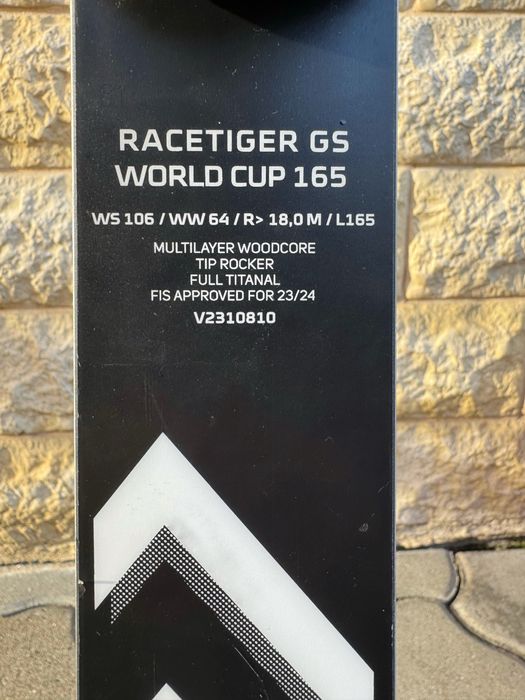 RACETIGER GS
WORLD CUP 165
WS 106 / WW 64 / R> 18,0 M / L165
MULTILAYER WOODCORE
TIP ROCKER
FULL TITANAL
FIS APPROVED FOR 23/24
V2310810